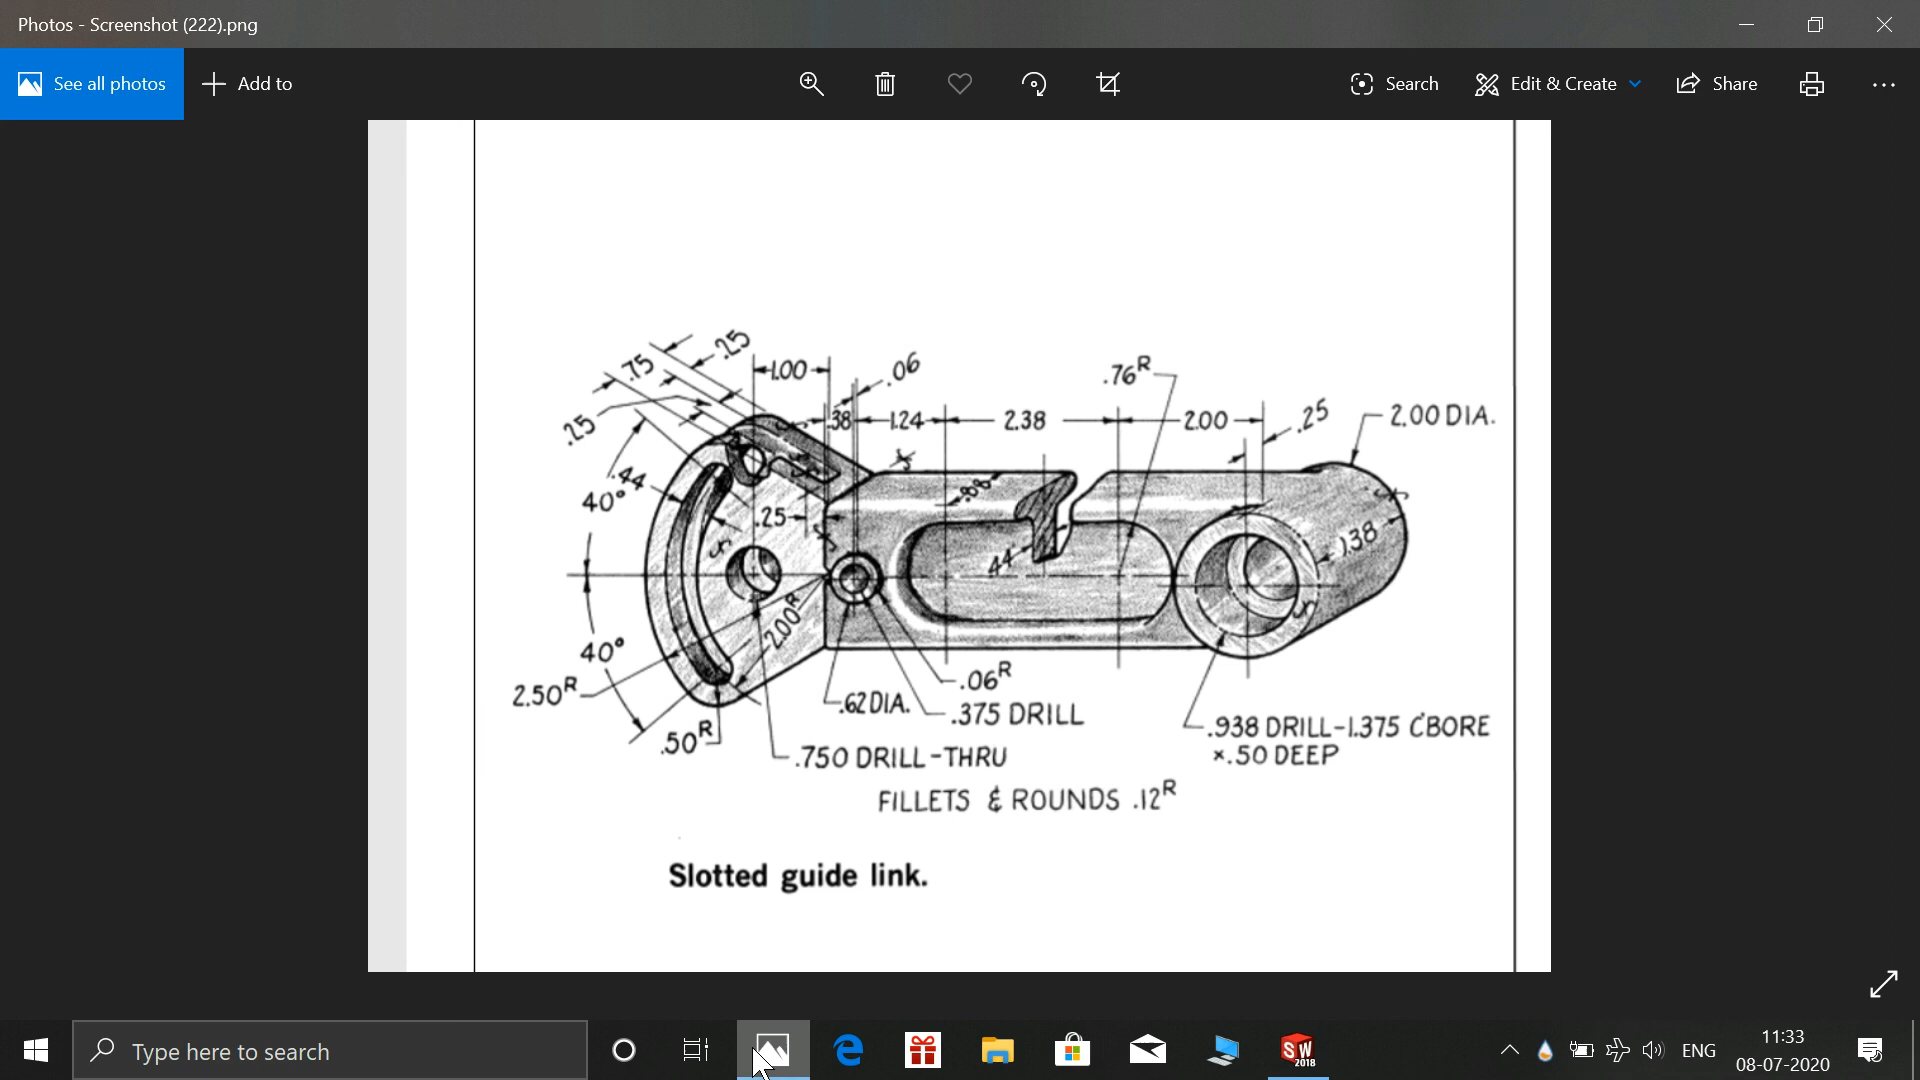 Photos - Screenshot (222).png
See all photos
Add to
Search
Edit & Create
Share
.25
.75
1.00
.06
.76ᴿ
.25
.38
1.24
2.38
2.00
.25
2.00 DIA.
.44
40°
.88
.25
.44
1.38
2.00ᴿ
40°
2.50ᴿ
.50ᴿ
.06ᴿ
.62 DIA.
.375 DRILL
.938 DRILL-1.375 C'BORE
×.50 DEEP
.750 DRILL-THRU
FILLETS & ROUNDS .12ᴿ
Slotted guide link.
Type here to search
SW
2018
ENG
11:33
08-07-2020